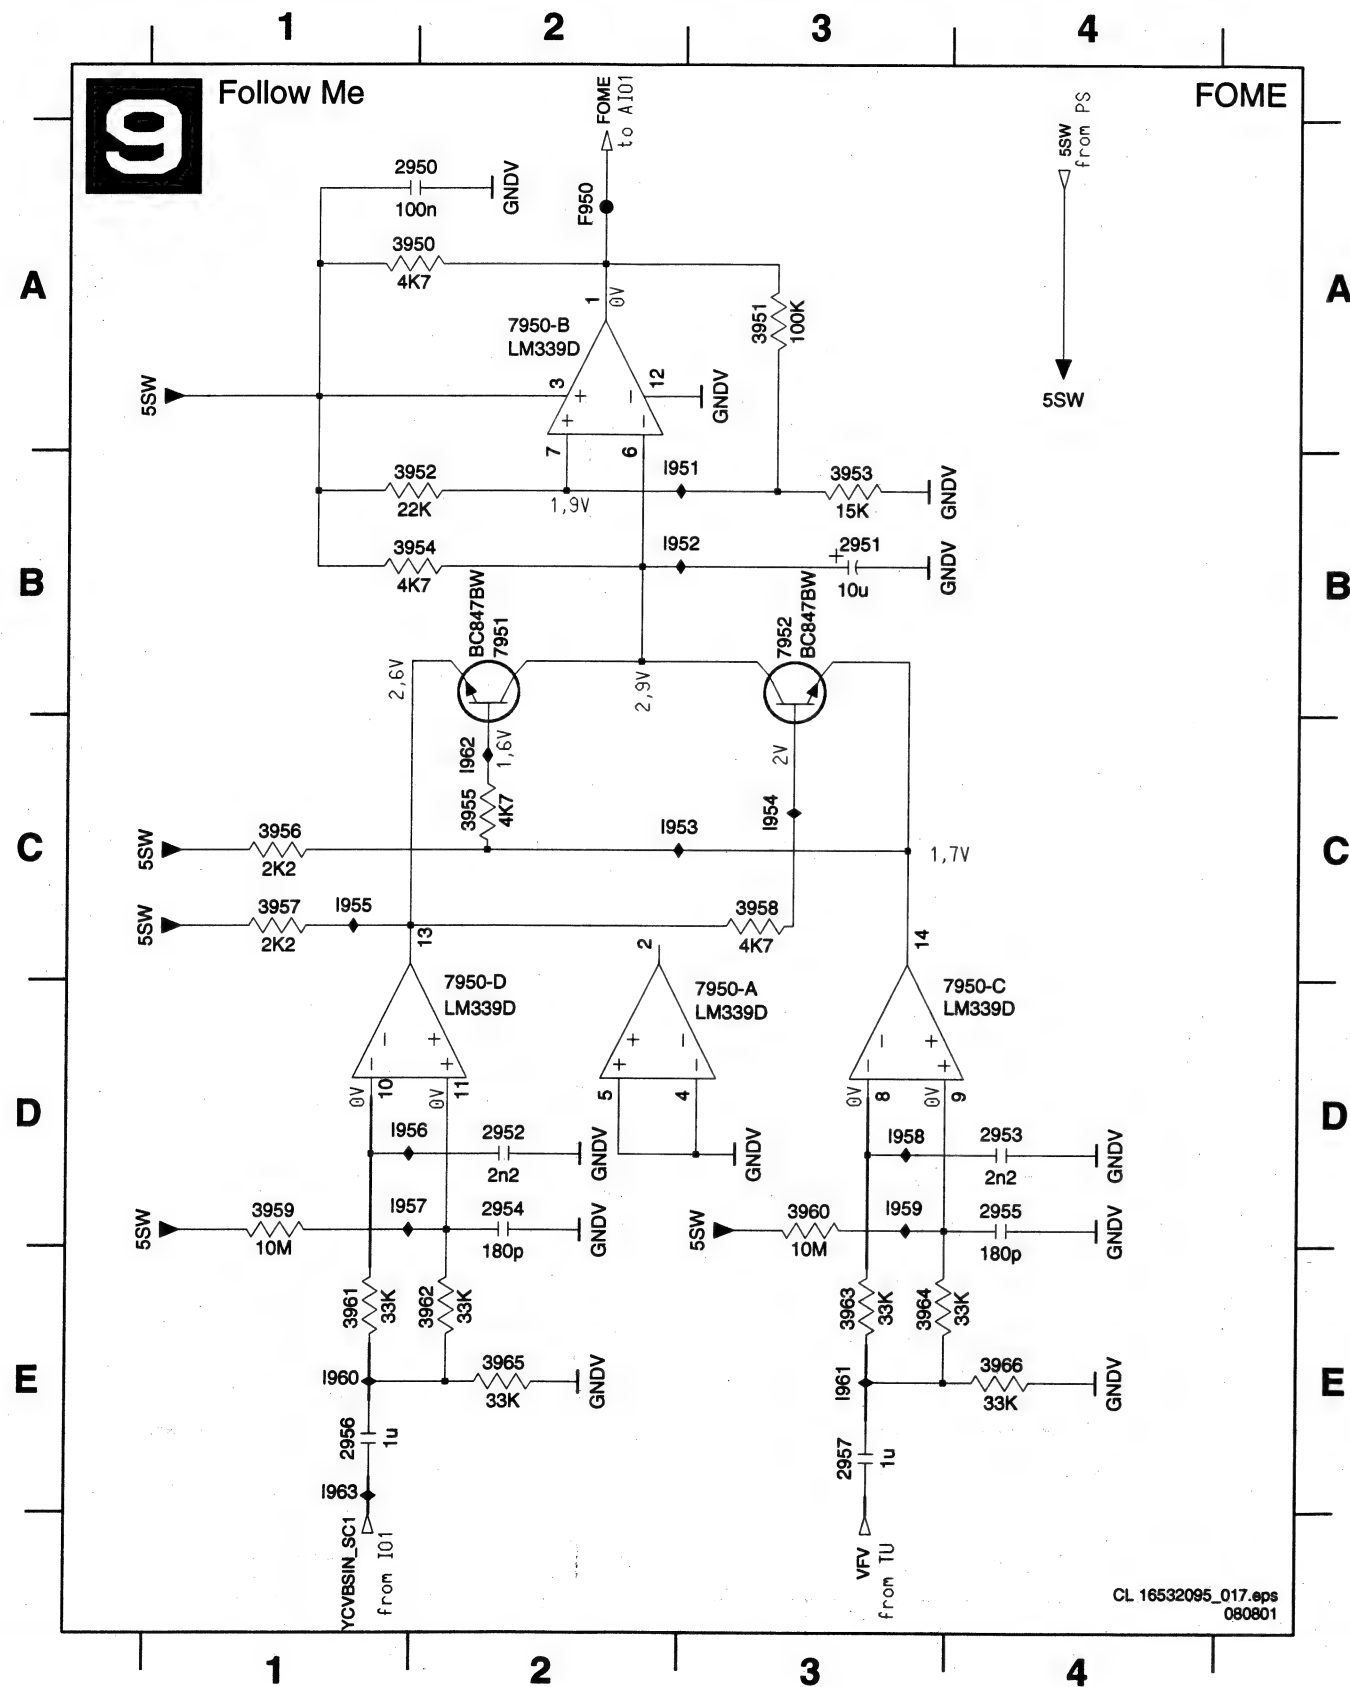 1 2 3 4
9
Follow Me
FOME
FOME
to AIO1
5SW
from PS
2950
100n
GNDV
F950
3950
4K7
A
A
1
0V
3951
100K
7950-B
LM339D
5SW
3
+
-
12
GNDV
+
-
5SW
7
6
3952
22K
1,9V
I951
3953
15K
GNDV
3954
4K7
I952
+
2951
10u
GNDV
B
B
BC847BW
7951
7952
BC847BW
2,6V
2,9V
I962
1,6V
2V
3955
4K7
I954
C
C
5SW
3956
2K2
I953
1,7V
5SW
3957
2K2
I955
3958
4K7
13
2
14
7950-D
LM339D
7950-A
LM339D
7950-C
LM339D
- +
- +
+ -
+ -
- +
- +
0V
10
0V
11
5
4
0V
8
0V
9
D
D
I956
2952
2n2
GNDV
GNDV
I958
2953
2n2
GNDV
5SW
3959
10M
I957
2954
180p
GNDV
5SW
3960
10M
I959
2955
180p
GNDV
3961
33K
3962
33K
3963
33K
3964
33K
E
E
I960
3965
33K
GNDV
I961
3966
33K
GNDV
2956
1u
2957
1u
I963
YCVBSIN_SC1
from IO1
VFV
from TU
CL 16532095_017.eps
080801
1 2 3 4